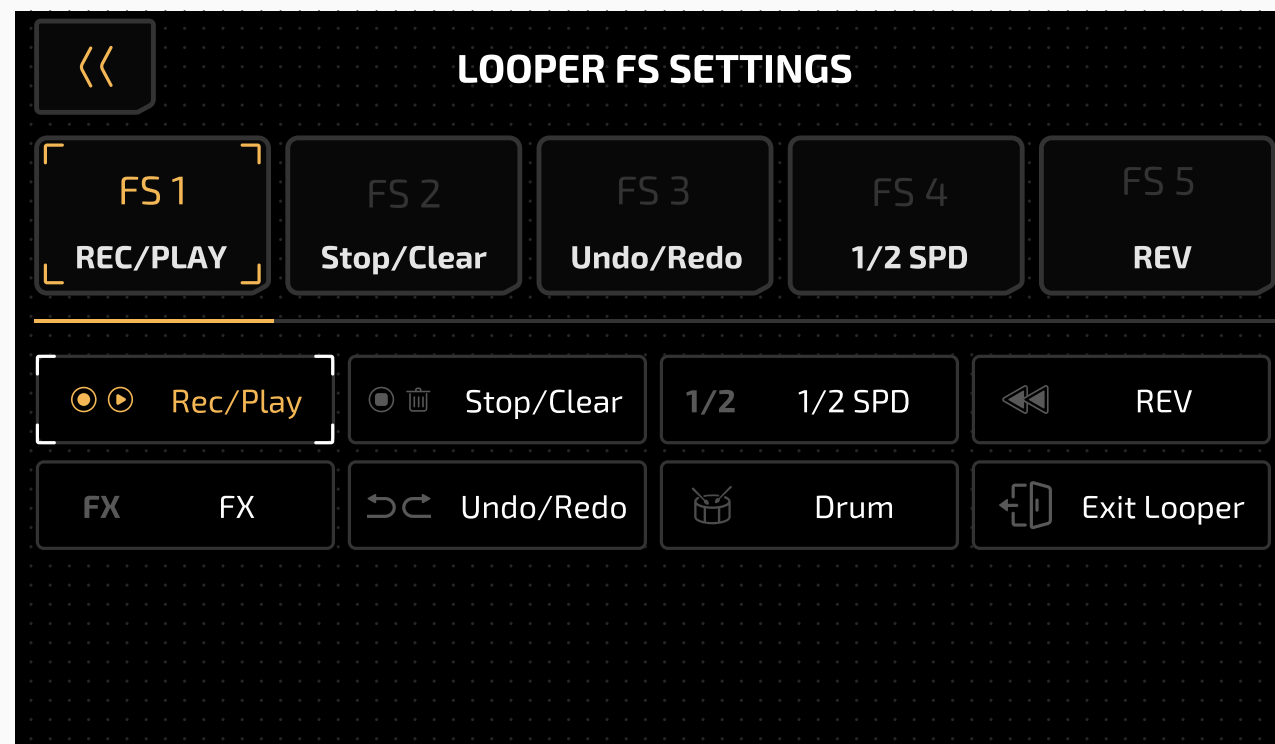 LOOPER FS SETTINGS
FS 1
REC/PLAY
FS 2
Stop/Clear
FS 3
Undo/Redo
FS 4
1/2 SPD
FS 5
REV
Rec/Play
Stop/Clear
1/2 1/2 SPD
REV
FX FX
Undo/Redo
Drum
Exit Looper